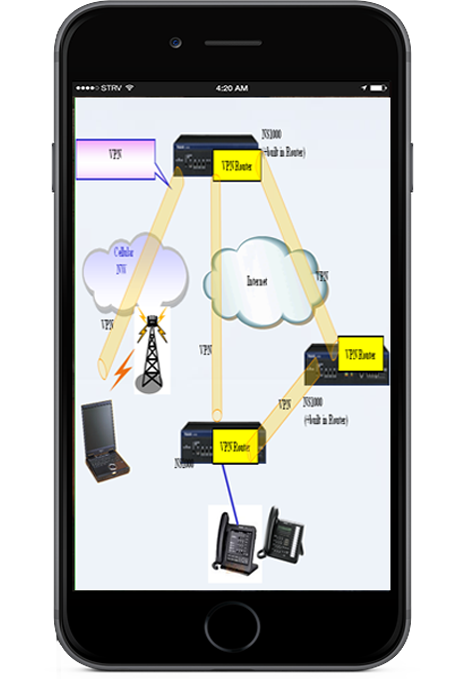 STRV
4:20 AM
NS1000
(+built in Router)
VPN
VPN Router
Cellular
NW
Internet
VPN
VPN
VPN
VPN Router
VPN
NS1000
(+built in Router)
VPN Router
NS1000